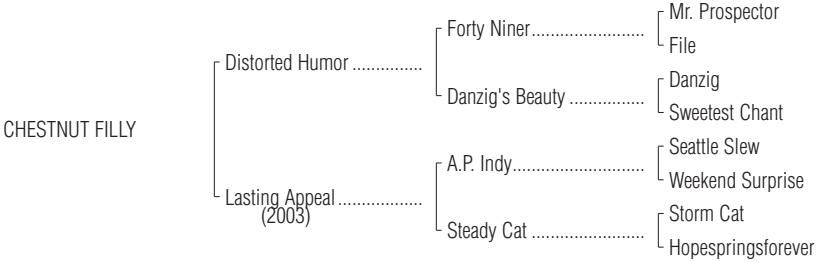 Mr. Prospector
Forty Niner........................
File
Distorted Humor ...............
Danzig
Danzig's Beauty ................
Sweetest Chant
CHESTNUT FILLY
Seattle Slew
A.P. Indy............................
Weekend Surprise
Lasting Appeal..................
(2003)
Storm Cat
Steady Cat ........................
Hopespringsforever